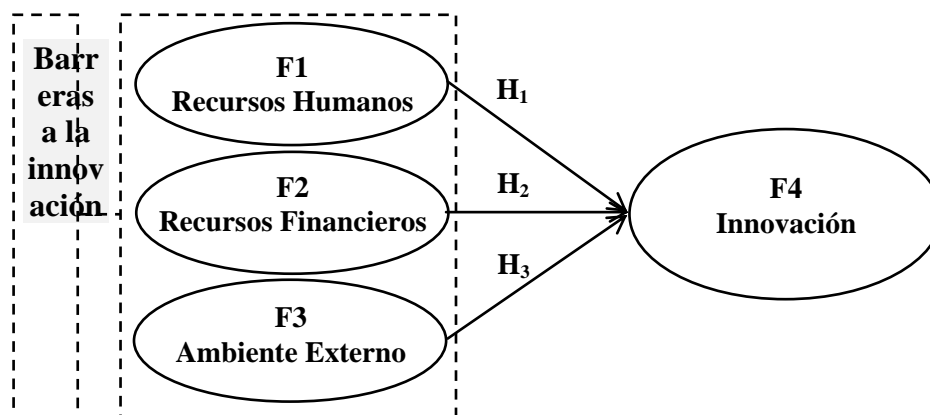 Barr
eras
a la
innov
ación
F1
Recursos Humanos
F2
Recursos Financieros
F3
Ambiente Externo
H1
H2
H3
F4
Innovación